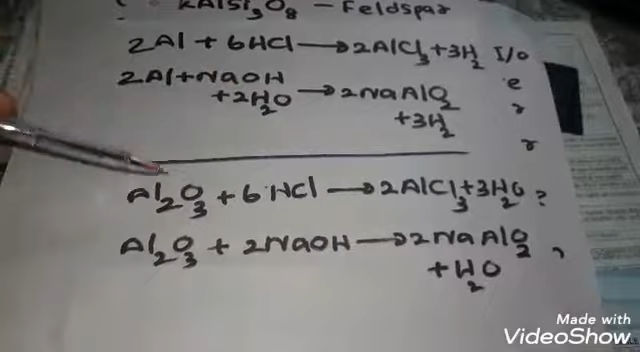 KAlSi₃O₈ - Feldspar
2Al + 6HCl → 2AlCl₃ + 3H₂ I/o
2Al + NaOH e
+ 2H₂O → 2NaAlO₂ r
+ 3H₂ r
Al₂O₃ + 6HCl → 2AlCl₃ + 3H₂O ?
Al₂O₃ + 2NaOH → 2NaAlO₂ ,
+ H₂O
Made with
VideoShow